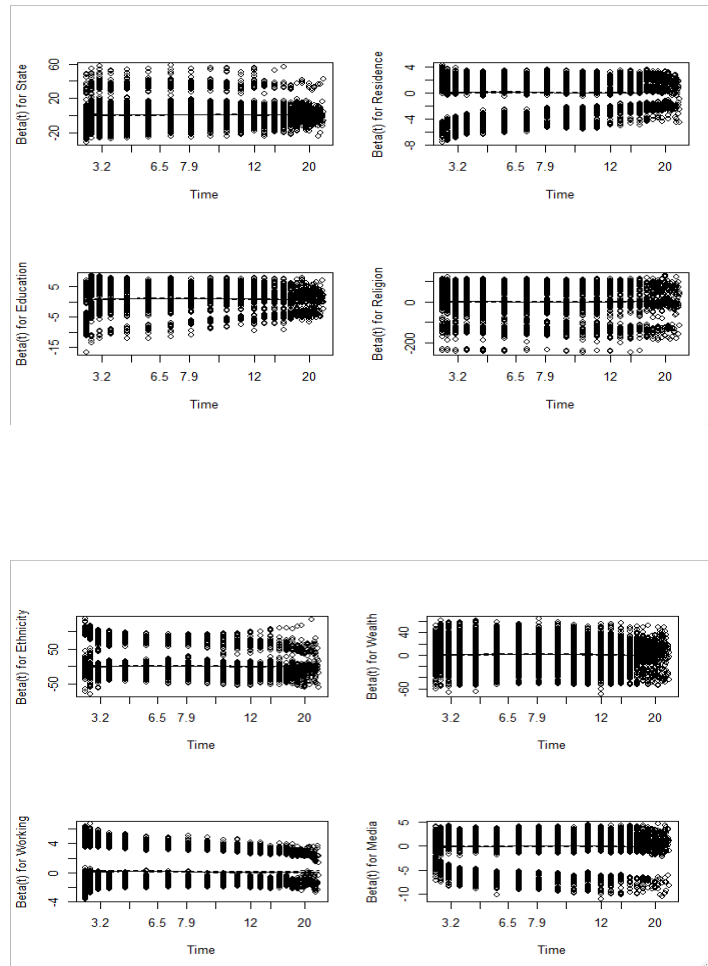 Beta(t) for State
60
20
-20
3.2 6.5 7.9 12 20
Time
Beta(t) for Residence
4
0
-4
-8
3.2 6.5 7.9 12 20
Time
Beta(t) for Education
5
-5
-15
3.2 6.5 7.9 12 20
Time
Beta(t) for Religion
0
-200
3.2 6.5 7.9 12 20
Time
Beta(t) for Ethnicity
50
-50
3.2 6.5 7.9 12 20
Time
Beta(t) for Wealth
40
0
-60
3.2 6.5 7.9 12 20
Time
Beta(t) for Working
4
0
-4
3.2 6.5 7.9 12 20
Time
Beta(t) for Media
5
0
-5
-10
3.2 6.5 7.9 12 20
Time